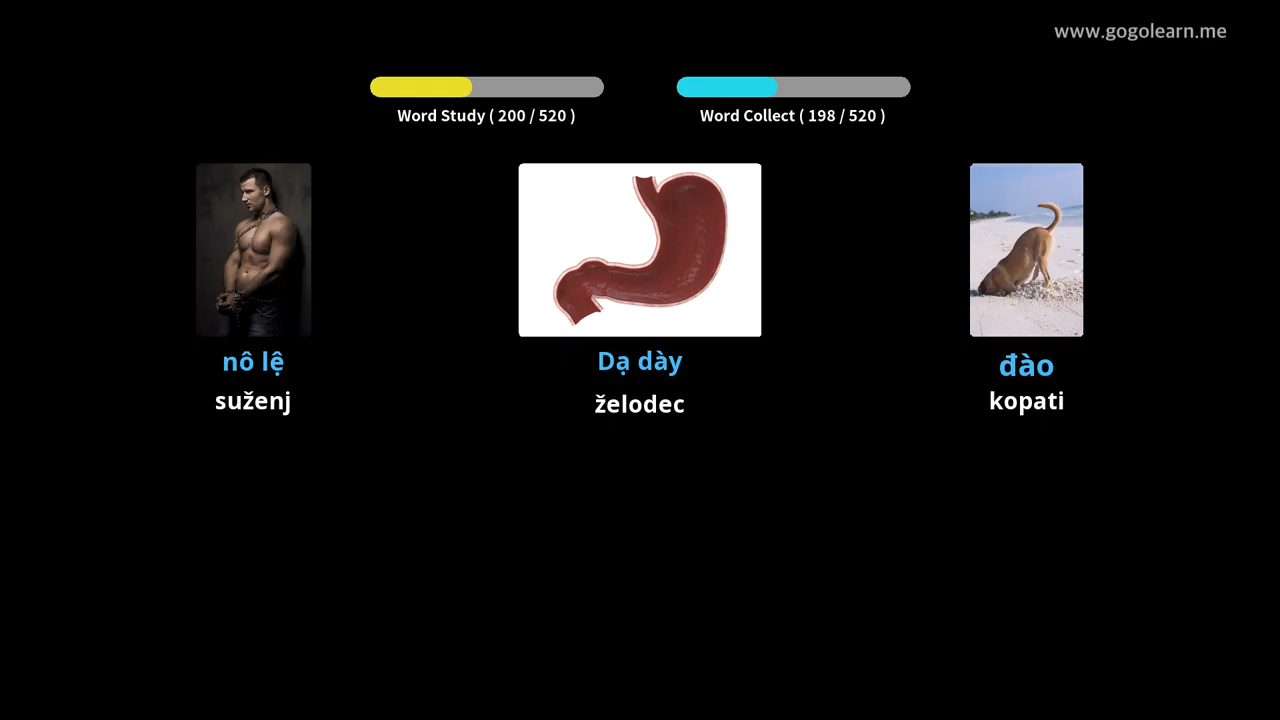 www.gogolearn.me
Word Study ( 200 / 520 )
Word Collect ( 198 / 520 )
nô lệ
suženj
Dạ dày
želodec
đào
kopati